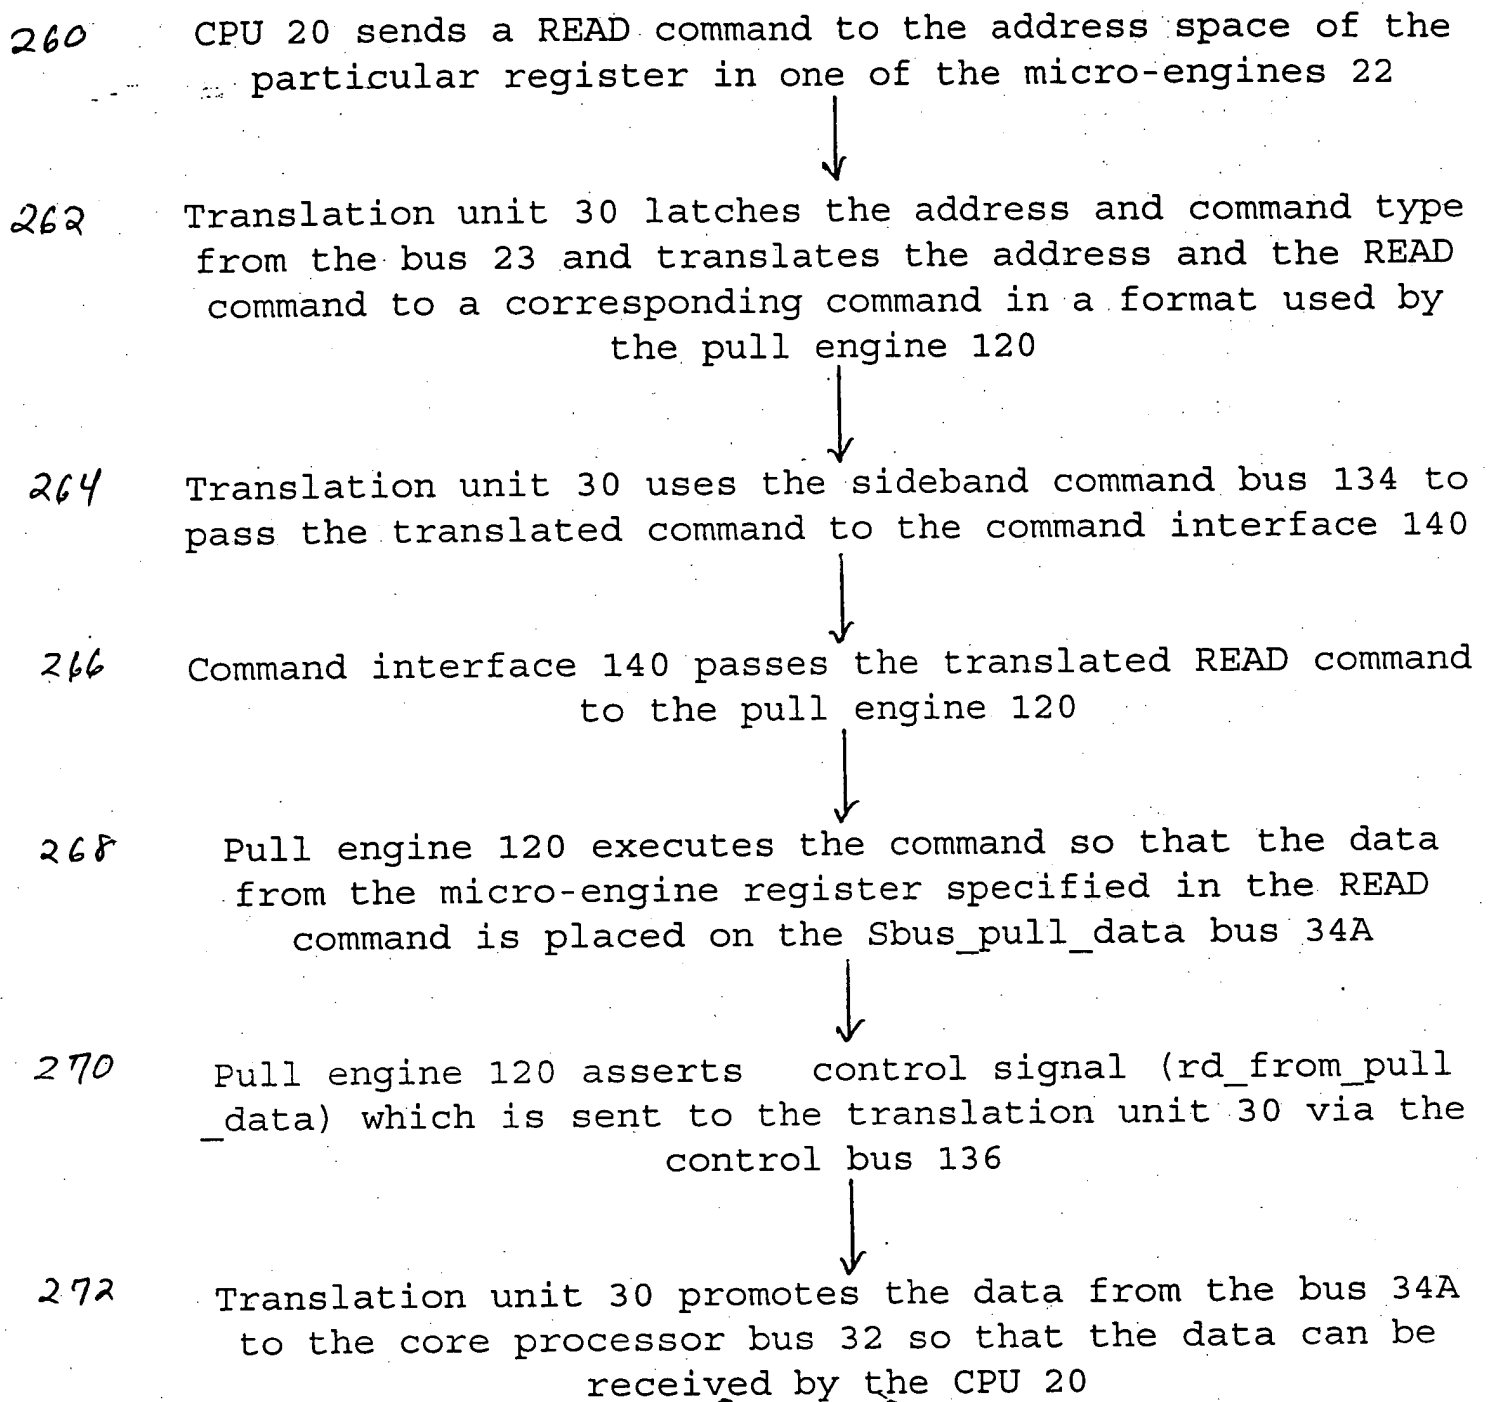 260 CPU 20 sends a READ command to the address space of the
particular register in one of the micro-engines 22
262 Translation unit 30 latches the address and command type
from the bus 23 and translates the address and the READ
command to a corresponding command in a format used by
the pull engine 120
264 Translation unit 30 uses the sideband command bus 134 to
pass the translated command to the command interface 140
266 Command interface 140 passes the translated READ command
to the pull engine 120
268 Pull engine 120 executes the command so that the data
from the micro-engine register specified in the READ
command is placed on the Sbus_pull_data bus 34A
270 Pull engine 120 asserts control signal (rd_from_pull
_data) which is sent to the translation unit 30 via the
control bus 136
272 Translation unit 30 promotes the data from the bus 34A
to the core processor bus 32 so that the data can be
received by the CPU 20